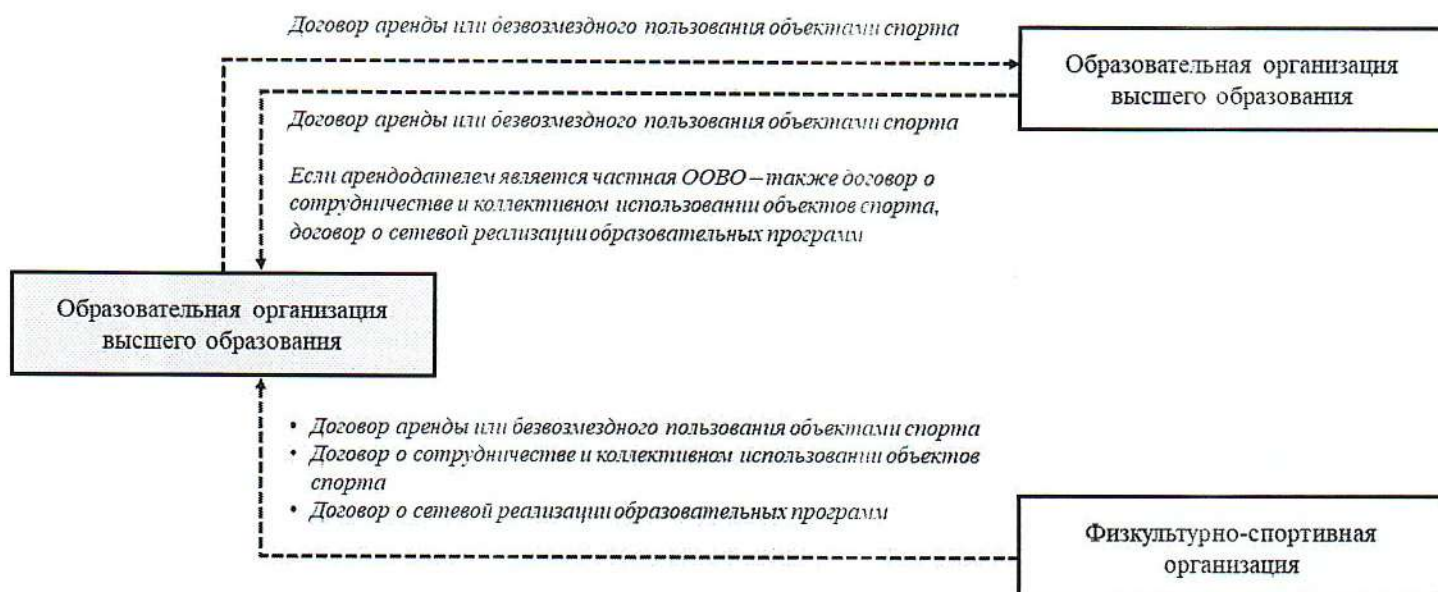 Договор аренды или безвозмездного пользования объектами спорта
Образовательная организация
высшего образования
Договор аренды или безвозмездного пользования объектами спорта
Если арендодателем является частная ООВО – также договор о
сотрудничестве и коллективном использовании объектов спорта,
договор о сетевой реализации образовательных программ
Образовательная организация
высшего образования
• Договор аренды или безвозмездного пользования объектами спорта
• Договор о сотрудничестве и коллективном использовании объектов
спорта
• Договор о сетевой реализации образовательных программ
Физкультурно-спортивная
организация